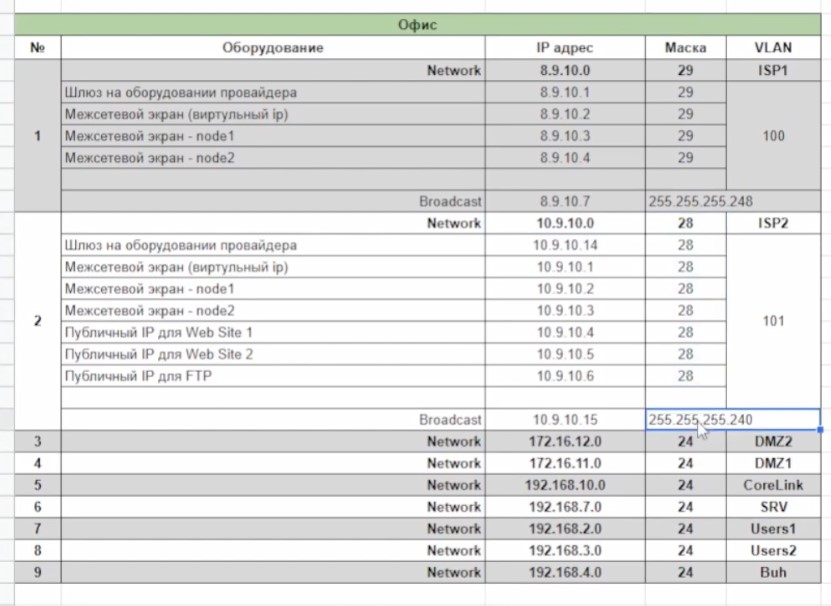 Офис
№ Оборудование IP адрес Маска VLAN
Network 8.9.10.0 29 ISP1
Шлюз на оборудовании провайдера 8.9.10.1 29
Межсетевой экран (виртульный ip) 8.9.10.2 29
1 Межсетевой экран - node1 8.9.10.3 29 100
Межсетевой экран - node2 8.9.10.4 29
Broadcast 8.9.10.7 255.255.255.248
Network 10.9.10.0 28 ISP2
Шлюз на оборудовании провайдера 10.9.10.14 28
Межсетевой экран (виртульный ip) 10.9.10.1 28
Межсетевой экран - node1 10.9.10.2 28
Межсетевой экран - node2 10.9.10.3 28
2 Публичный IP для Web Site 1 10.9.10.4 28 101
Публичный IP для Web Site 2 10.9.10.5 28
Публичный IP для FTP 10.9.10.6 28
Broadcast 10.9.10.15 255.255.255.240
3 Network 172.16.12.0 24 DMZ2
4 Network 172.16.11.0 24 DMZ1
5 Network 192.168.10.0 24 CoreLink
6 Network 192.168.7.0 24 SRV
7 Network 192.168.2.0 24 Users1
8 Network 192.168.3.0 24 Users2
9 Network 192.168.4.0 24 Buh